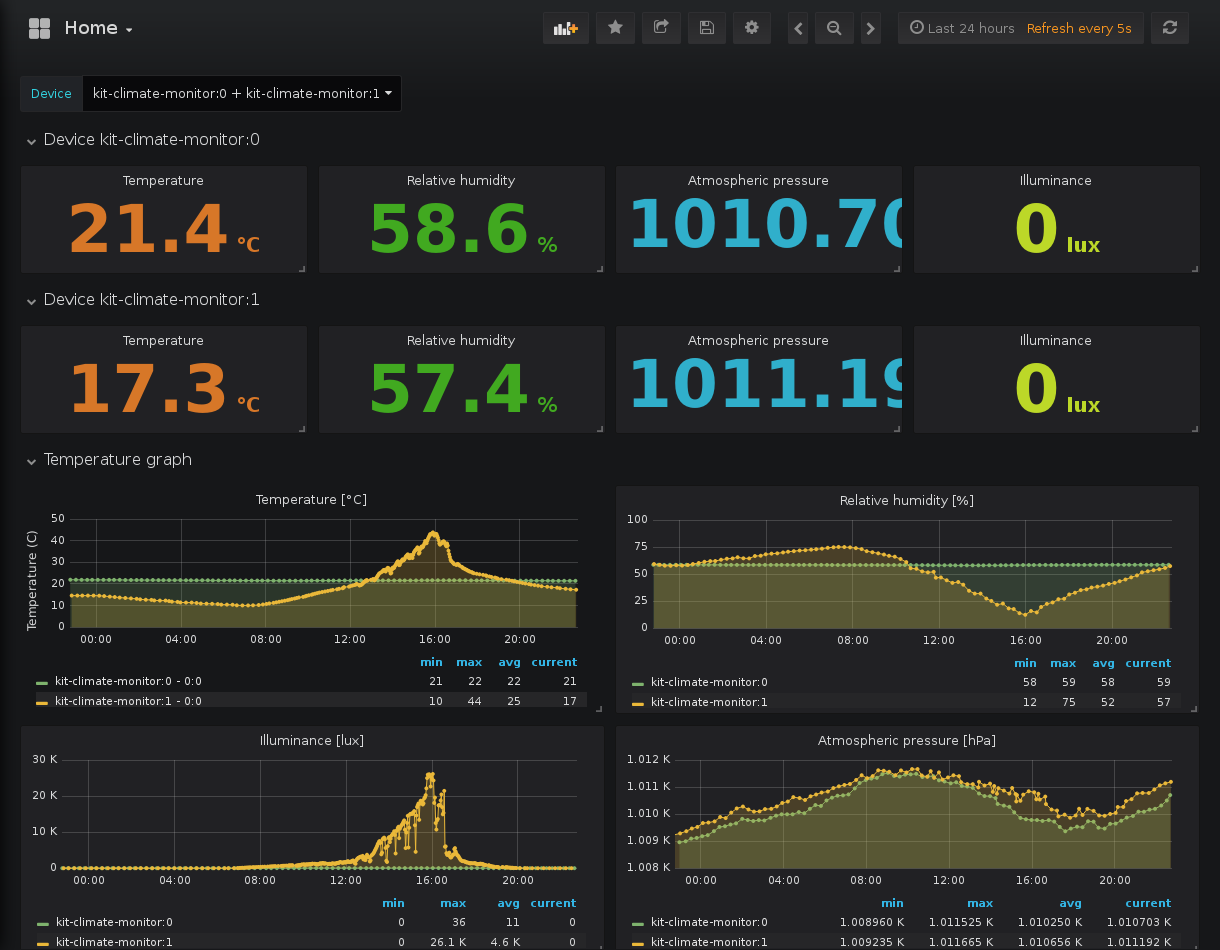 Home
Last 24 hours Refresh every 5s
Device kit-climate-monitor:0 + kit-climate-monitor:1
Device kit-climate-monitor:0
Temperature Relative humidity Atmospheric pressure Illuminance
21.4 °C 58.6 % 1010.70 0 lux
Device kit-climate-monitor:1
Temperature Relative humidity Atmospheric pressure Illuminance
17.3 °C 57.4 % 1011.19 0 lux
Temperature graph
Temperature [°C]
Temperature (C)
50
40
30
20
10
0
00:00 04:00 08:00 12:00 16:00 20:00
min max avg current
kit-climate-monitor:0 - 0:0 21 22 22 21
kit-climate-monitor:1 - 0:0 10 44 25 17
Relative humidity [%]
100
75
50
25
0
00:00 04:00 08:00 12:00 16:00 20:00
min max avg current
kit-climate-monitor:0 58 59 58 59
kit-climate-monitor:1 12 75 52 57
Illuminance [lux]
30 K
20 K
10 K
0
00:00 04:00 08:00 12:00 16:00 20:00
min max avg current
kit-climate-monitor:0 0 36 11 0
kit-climate-monitor:1 0 26.1 K 4.6 K 0
Atmospheric pressure [hPa]
1.012 K
1.011 K
1.010 K
1.009 K
1.008 K
00:00 04:00 08:00 12:00 16:00 20:00
min max avg current
kit-climate-monitor:0 1.008960 K 1.011525 K 1.010250 K 1.010703 K
kit-climate-monitor:1 1.009235 K 1.011665 K 1.010656 K 1.011192 K